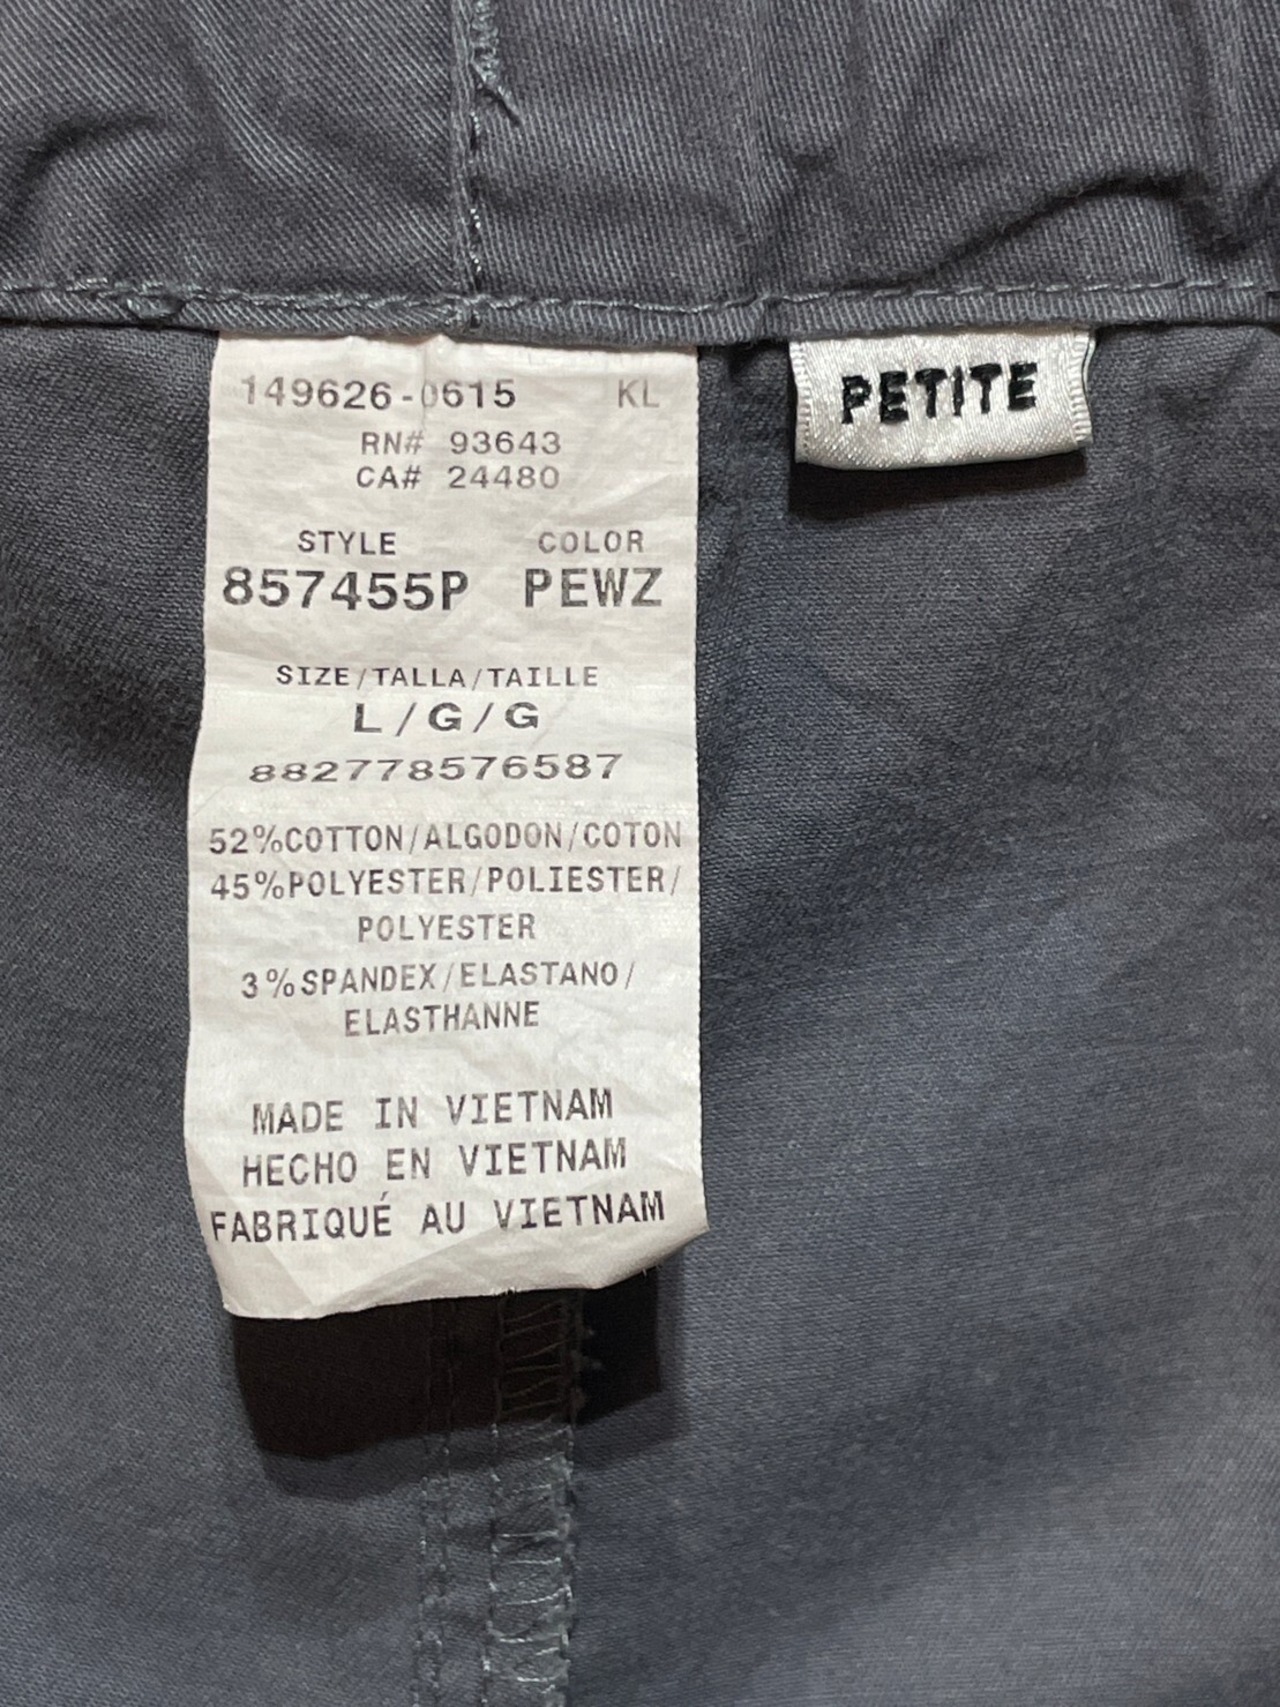 149626-0615 KL
RN# 93643
CA# 24480
STYLE COLOR
857455P PEWZ
SIZE/TALLA/TAILLE
L/G/G
882778576587
52%COTTON/ALGODON/COTON
45%POLYESTER/POLIESTER/
POLYESTER
3%SPANDEX/ELASTANO/
ELASTHANNE
MADE IN VIETNAM
HECHO EN VIETNAM
FABRIQUÉ AU VIETNAM
PETITE